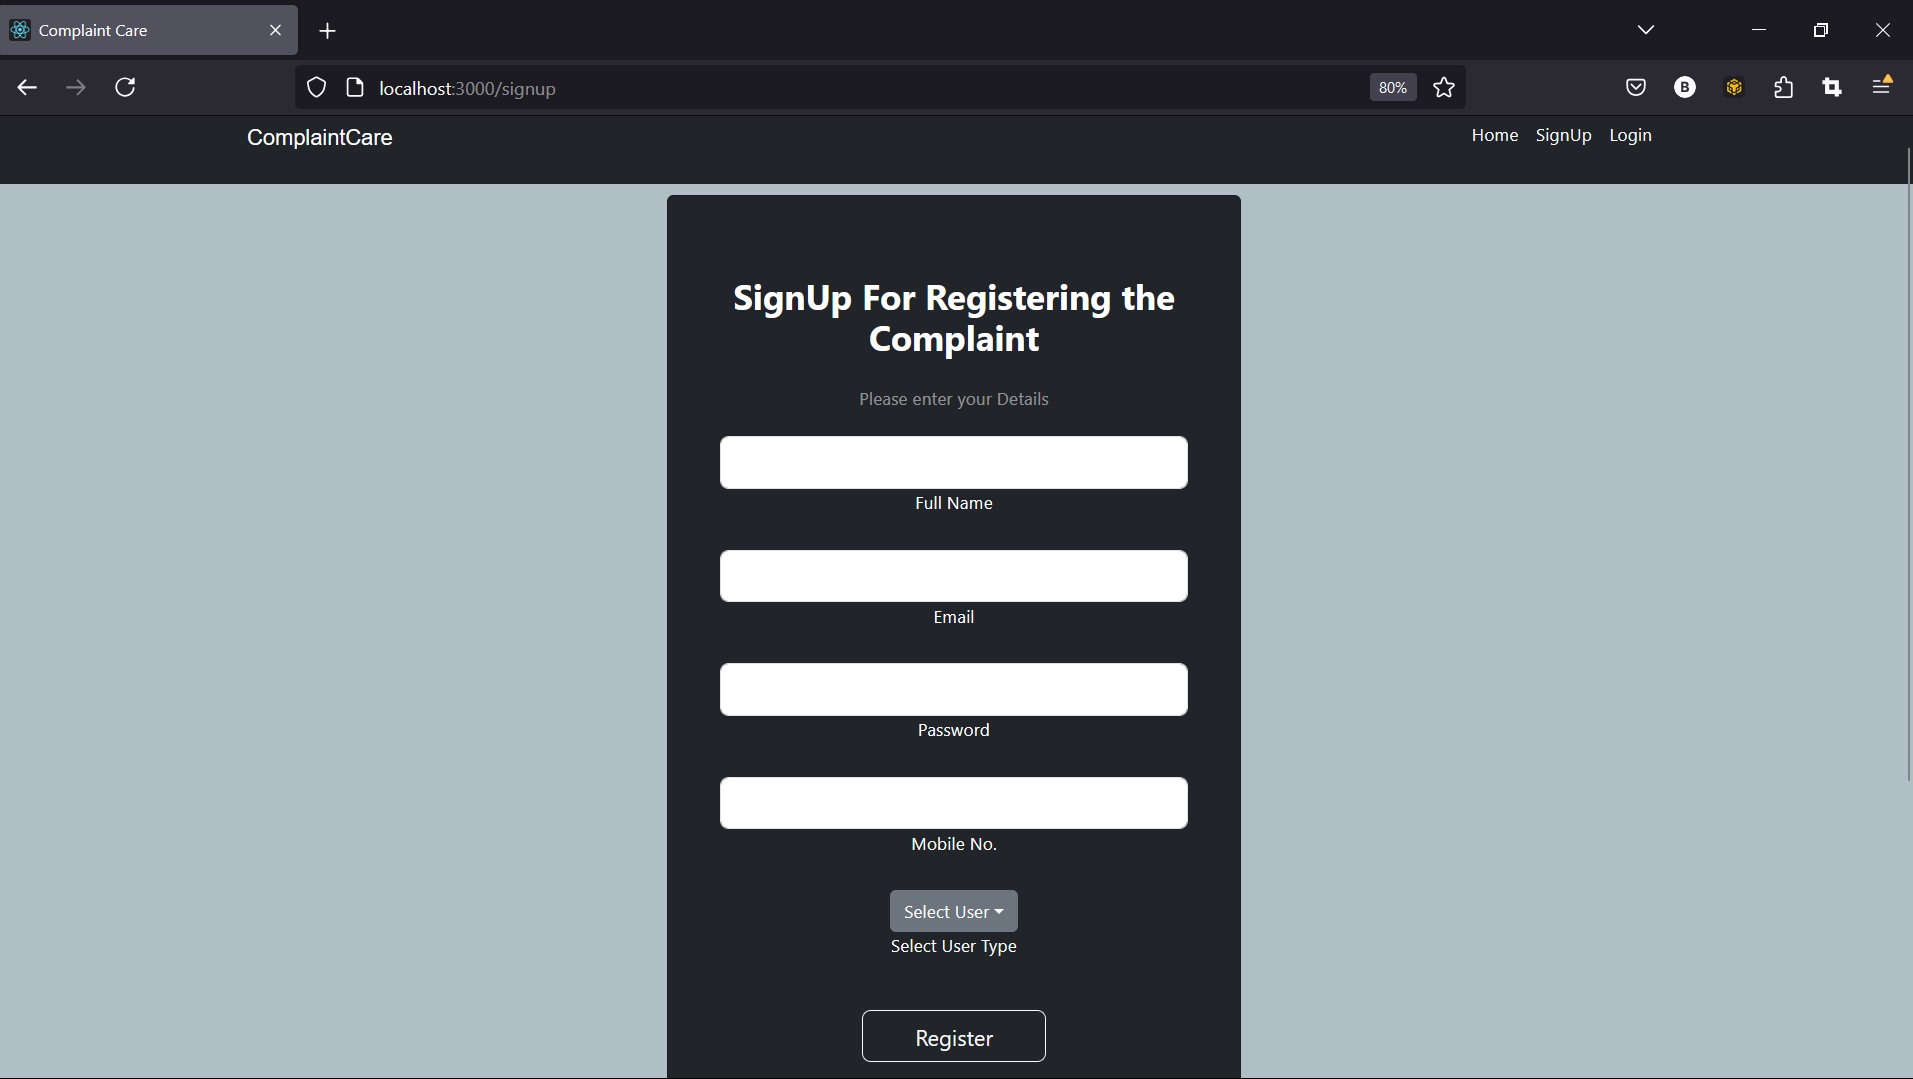 Complaint Care
localhost:3000/signup
80%
B
ComplaintCare
Home SignUp Login
SignUp For Registering the
Complaint
Please enter your Details
Full Name
Email
Password
Mobile No.
Select User
Select User Type
Register